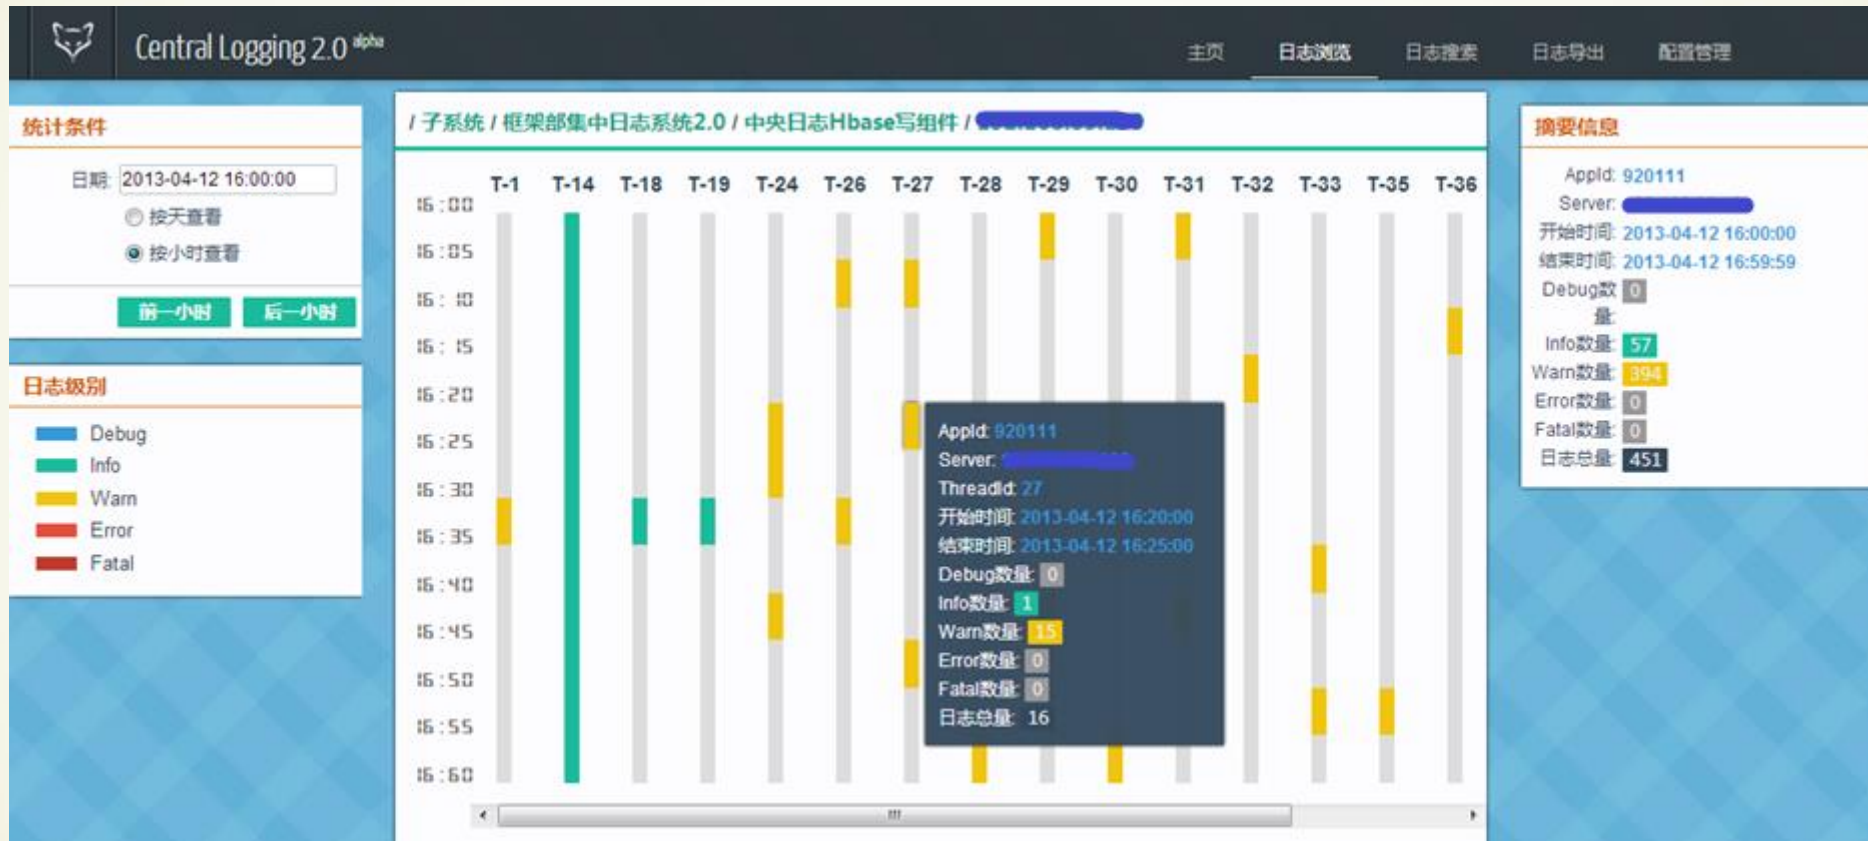 Central Logging 2.0 alpha
主页 日志浏览 日志搜索 日志导出 配置管理
统计条件
日期: 2013-04-12 16:00:00
按天查看
按小时查看
前一小时 后一小时
日志级别
Debug
Info
Warn
Error
Fatal
/ 子系统 / 框架部集中日志系统2.0 / 中央日志Hbase写组件 /
T-1 T-14 T-18 T-19 T-24 T-26 T-27 T-28 T-29 T-30 T-31 T-32 T-33 T-35 T-36
16:00
16:05
16:10
16:15
16:20
16:25
16:30
16:35
16:40
16:45
16:50
16:55
16:60
AppId: 920111
Server:
ThreadId: 27
开始时间: 2013-04-12 16:20:00
结束时间: 2013-04-12 16:25:00
Debug数量: 0
Info数量: 1
Warn数量: 15
Error数量: 0
Fatal数量: 0
日志总量: 16
摘要信息
AppId: 920111
Server:
开始时间: 2013-04-12 16:00:00
结束时间: 2013-04-12 16:59:59
Debug数 0
量:
Info数量: 57
Warn数量: 394
Error数量: 0
Fatal数量: 0
日志总量: 451